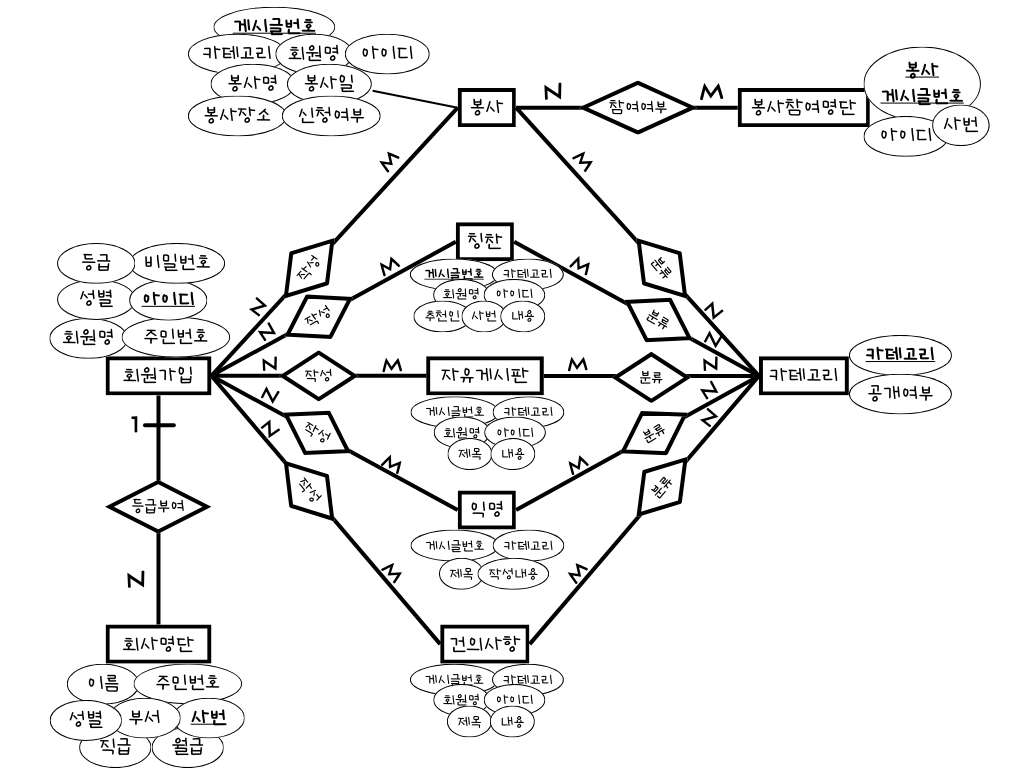 게시글번호
카테고리 회원명 아이디
봉사명 봉사일
봉사장소 신청여부
봉사
N
참여여부
M
봉사참여명단
봉사
게시글번호
아이디 사번
M
M
작성
분류
N
N
칭찬
M
M
게시글번호 카테고리
회원명 아이디
추천인 사번 내용
작성
분류
N
N
등급 비밀번호
성별 아이디
회원명 주민번호
회원가입
N
작성
M
자유게시판
M
분류
N
카테고리
카테고리
공개여부
게시글번호 카테고리
회원명 아이디
제목 내용
N
작성
M
익명
M
분류
N
게시글번호 카테고리
제목 작성내용
N
작성
M
건의사항
M
분류
N
게시글번호 카테고리
회원명 아이디
제목 내용
1
등급부여
N
회사명단
이름 주민번호
성별 부서 사번
직급 월급